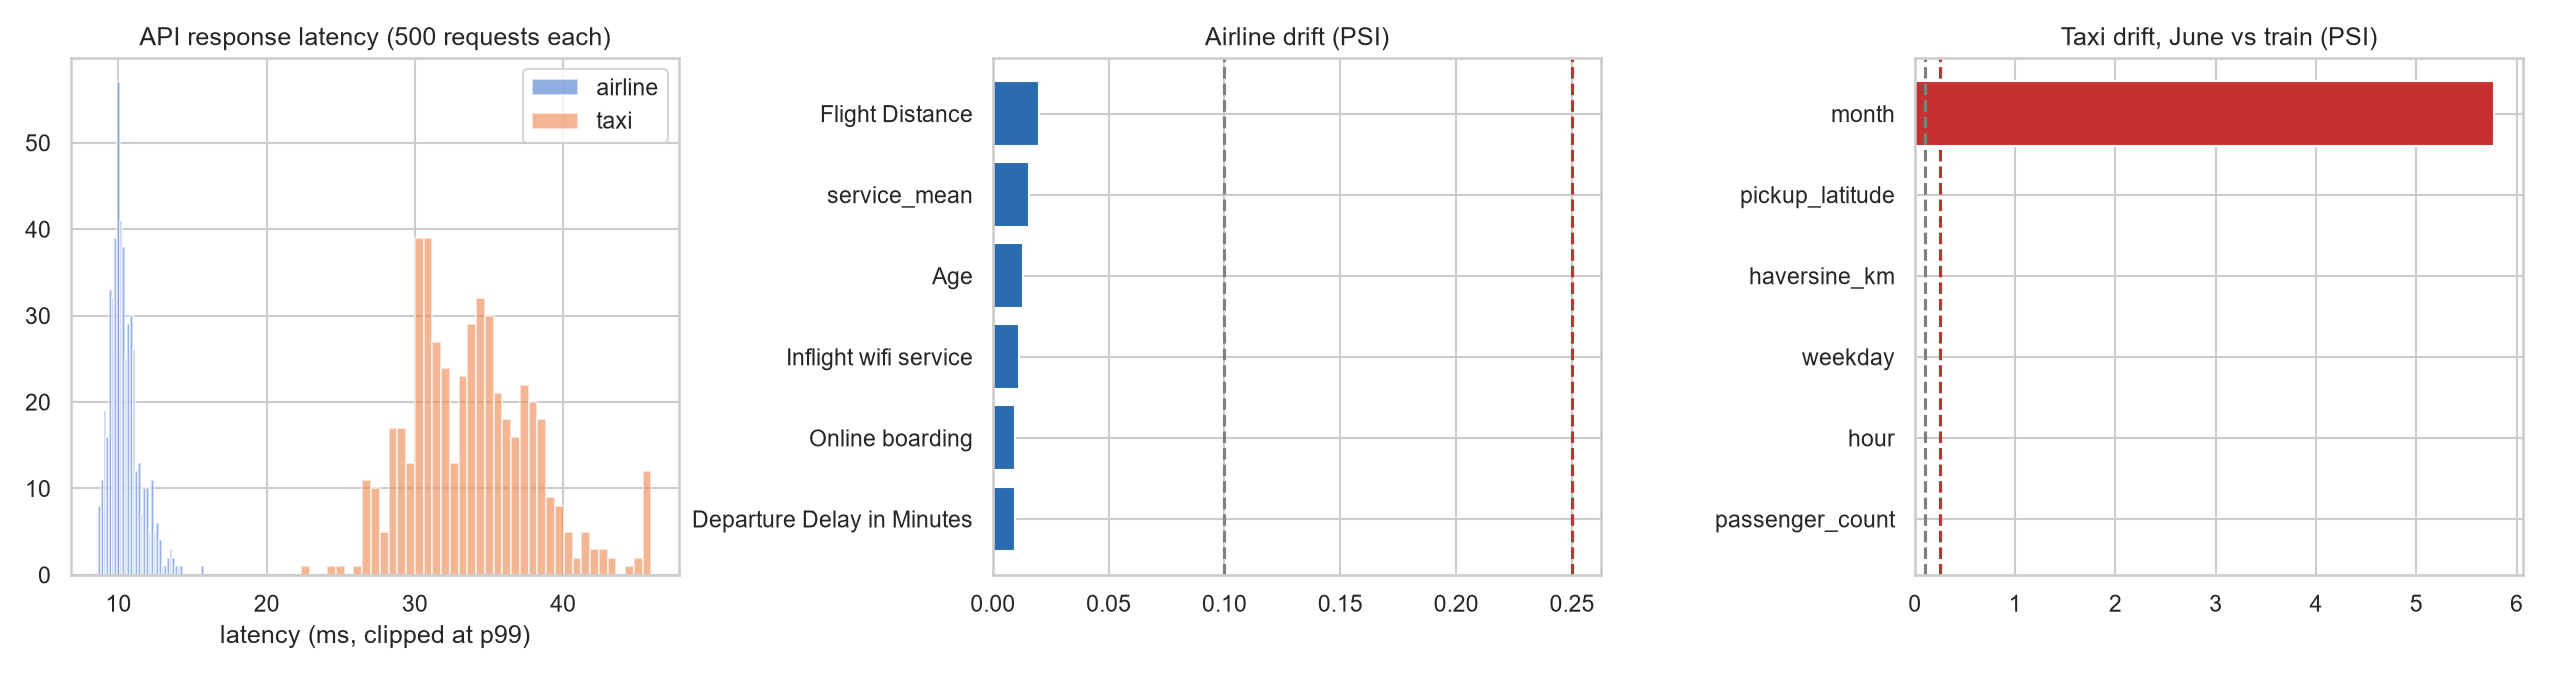 API response latency (500 requests each)
airline
taxi
50
40
30
20
10
0
10 20 30 40
latency (ms, clipped at p99)
Airline drift (PSI)
Flight Distance
service_mean
Age
Inflight wifi service
Online boarding
Departure Delay in Minutes
0.00 0.05 0.10 0.15 0.20 0.25
Taxi drift, June vs train (PSI)
month
pickup_latitude
haversine_km
weekday
hour
passenger_count
0 1 2 3 4 5 6